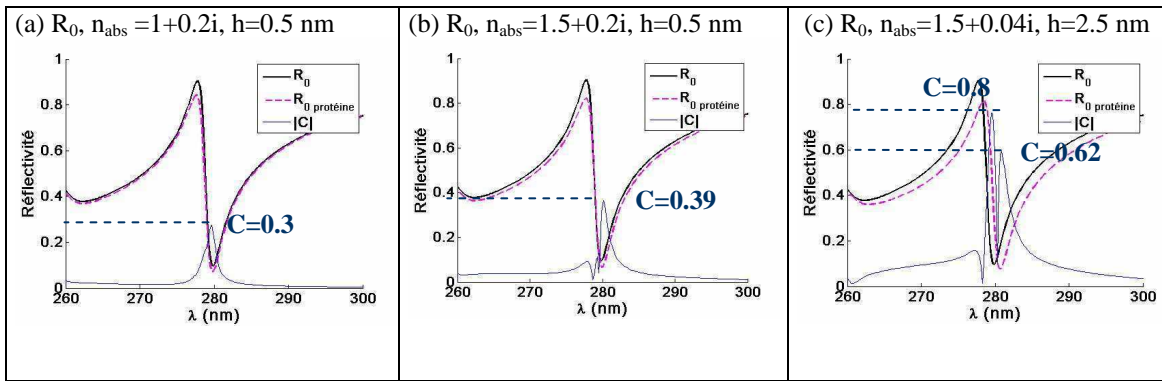 (a) R₀, nabs =1+0.2i, h=0.5 nm
Réflectivité
1
0.8
0.6
0.4
0.2
0
260
270
280
290
300
λ (nm)
R₀
R₀ protéine
|C|
C=0.3
(b) R₀, nabs=1.5+0.2i, h=0.5 nm
Réflectivité
1
0.8
0.6
0.4
0.2
0
260
270
280
290
300
λ (nm)
R₀
R₀ protéine
|C|
C=0.39
(c) R₀, nabs=1.5+0.04i, h=2.5 nm
Réflectivité
1
0.8
0.6
0.4
0.2
0
260
270
280
290
300
λ (nm)
R₀
R₀ protéine
|C|
C=0.8
C=0.62